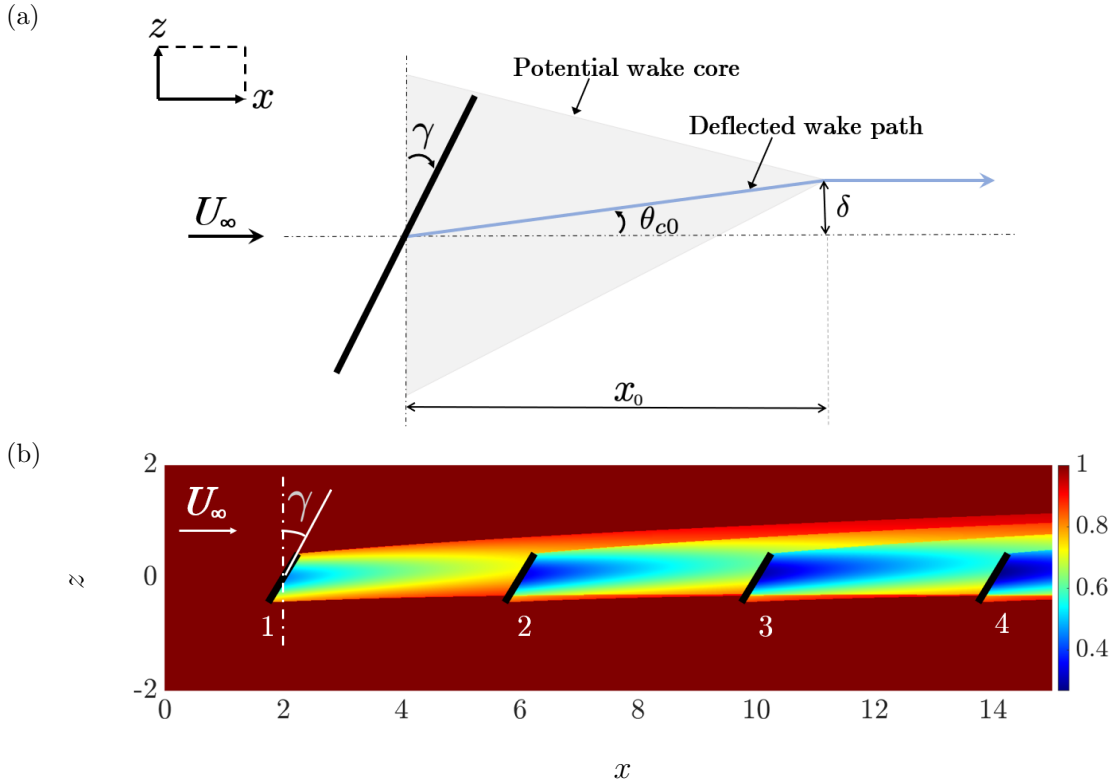 (a)
z
x
Potential wake core
γ
Deflected wake path
U∞
θc0
δ
x0
(b)
2
0
-2
z
U∞
γ
1
2
3
4
0 2 4 6 8 10 12 14
x
1
0.8
0.6
0.4